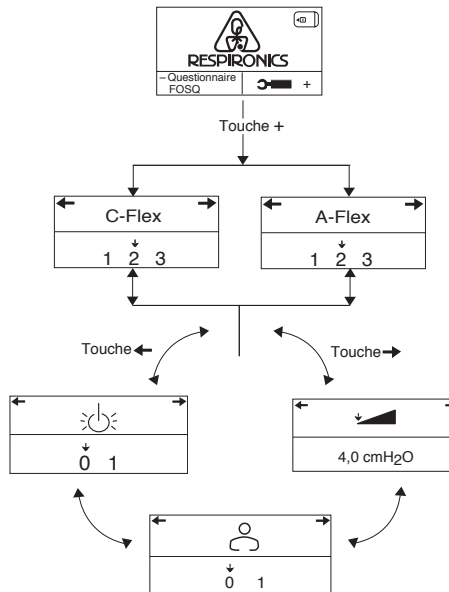 RESPIRONICS
– Questionnaire
FOSQ
+
Touche +
C-Flex
1 2 3
A-Flex
1 2 3
Touche ←
Touche →
0 1
4,0 cmH2O
0 1